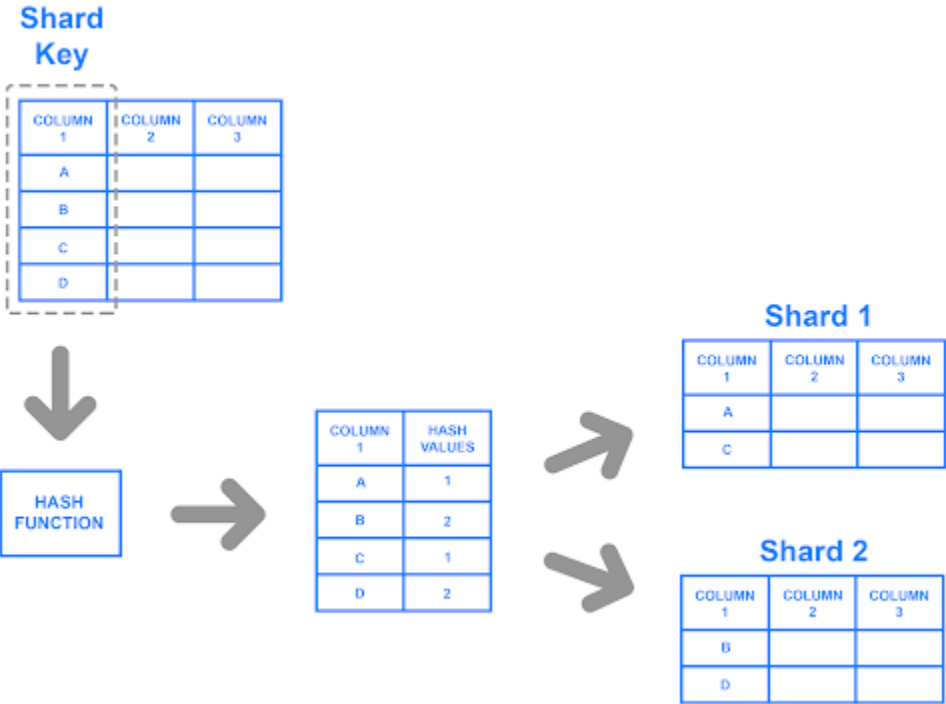 Shard
Key
COLUMN
1
COLUMN
2
COLUMN
3
A
B
C
D
HASH
FUNCTION
COLUMN
1
HASH
VALUES
A
1
B
2
C
1
D
2
Shard 1
COLUMN
1
COLUMN
2
COLUMN
3
A
C
Shard 2
COLUMN
1
COLUMN
2
COLUMN
3
B
D